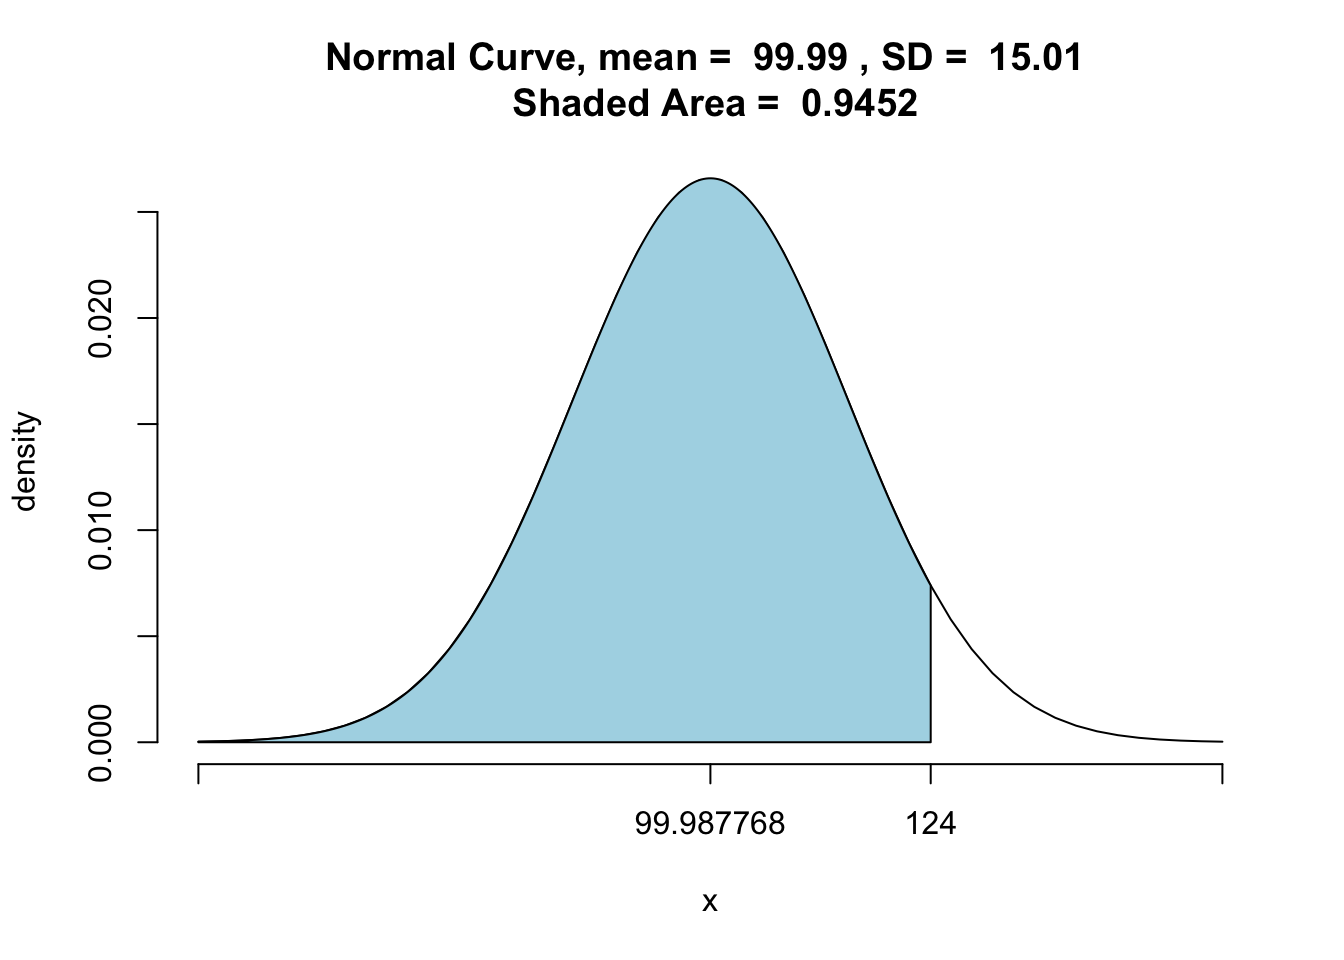 Normal Curve, mean =  99.99 , SD =  15.01
Shaded Area =  0.9452
density
0.020
0.010
0.000
99.987768
124
x